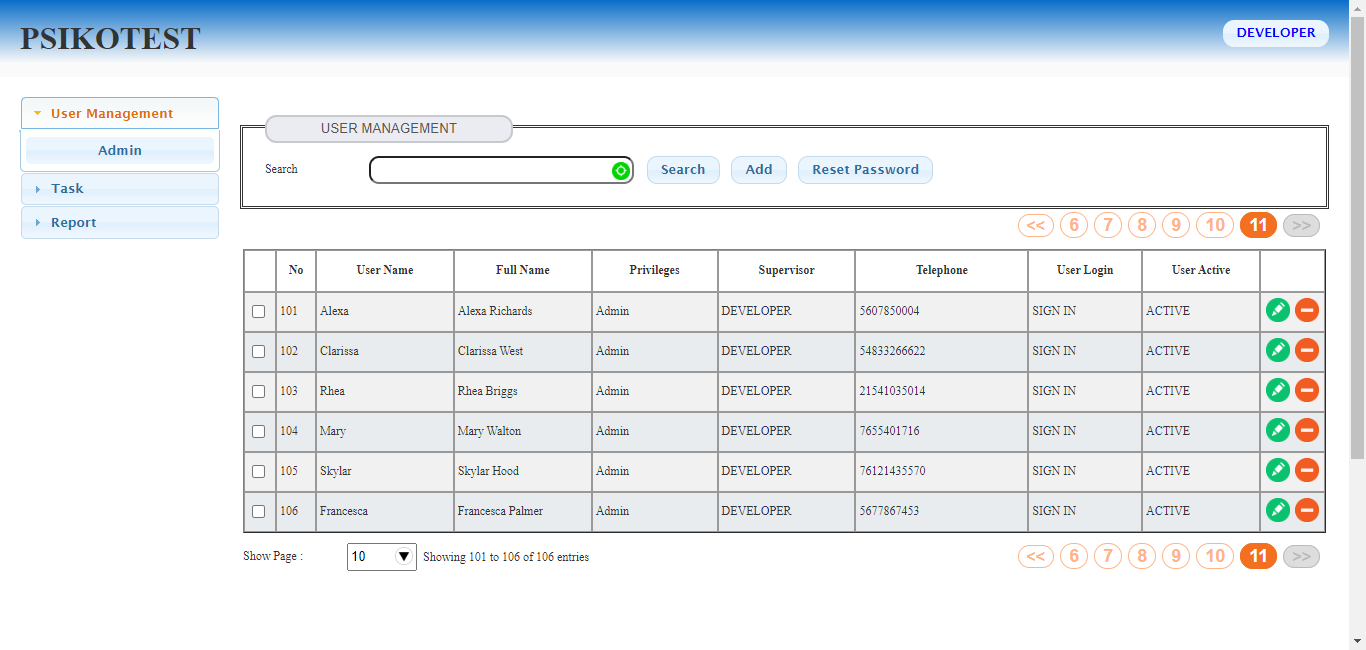 PSIKOTEST
DEVELOPER
User Management
Admin
Task
Report
USER MANAGEMENT
Search
Search Add Reset Password
<< 6 7 8 9 10 11 >>
No User Name Full Name Privileges Supervisor Telephone User Login User Active
101 Alexa Alexa Richards Admin DEVELOPER 5607850004 SIGN IN ACTIVE
102 Clarissa Clarissa West Admin DEVELOPER 54833266622 SIGN IN ACTIVE
103 Rhea Rhea Briggs Admin DEVELOPER 21541035014 SIGN IN ACTIVE
104 Mary Mary Walton Admin DEVELOPER 7655401716 SIGN IN ACTIVE
105 Skylar Skylar Hood Admin DEVELOPER 76121435570 SIGN IN ACTIVE
106 Francesca Francesca Palmer Admin DEVELOPER 5677867453 SIGN IN ACTIVE
Show Page : 10 Showing 101 to 106 of 106 entries
<< 6 7 8 9 10 11 >>